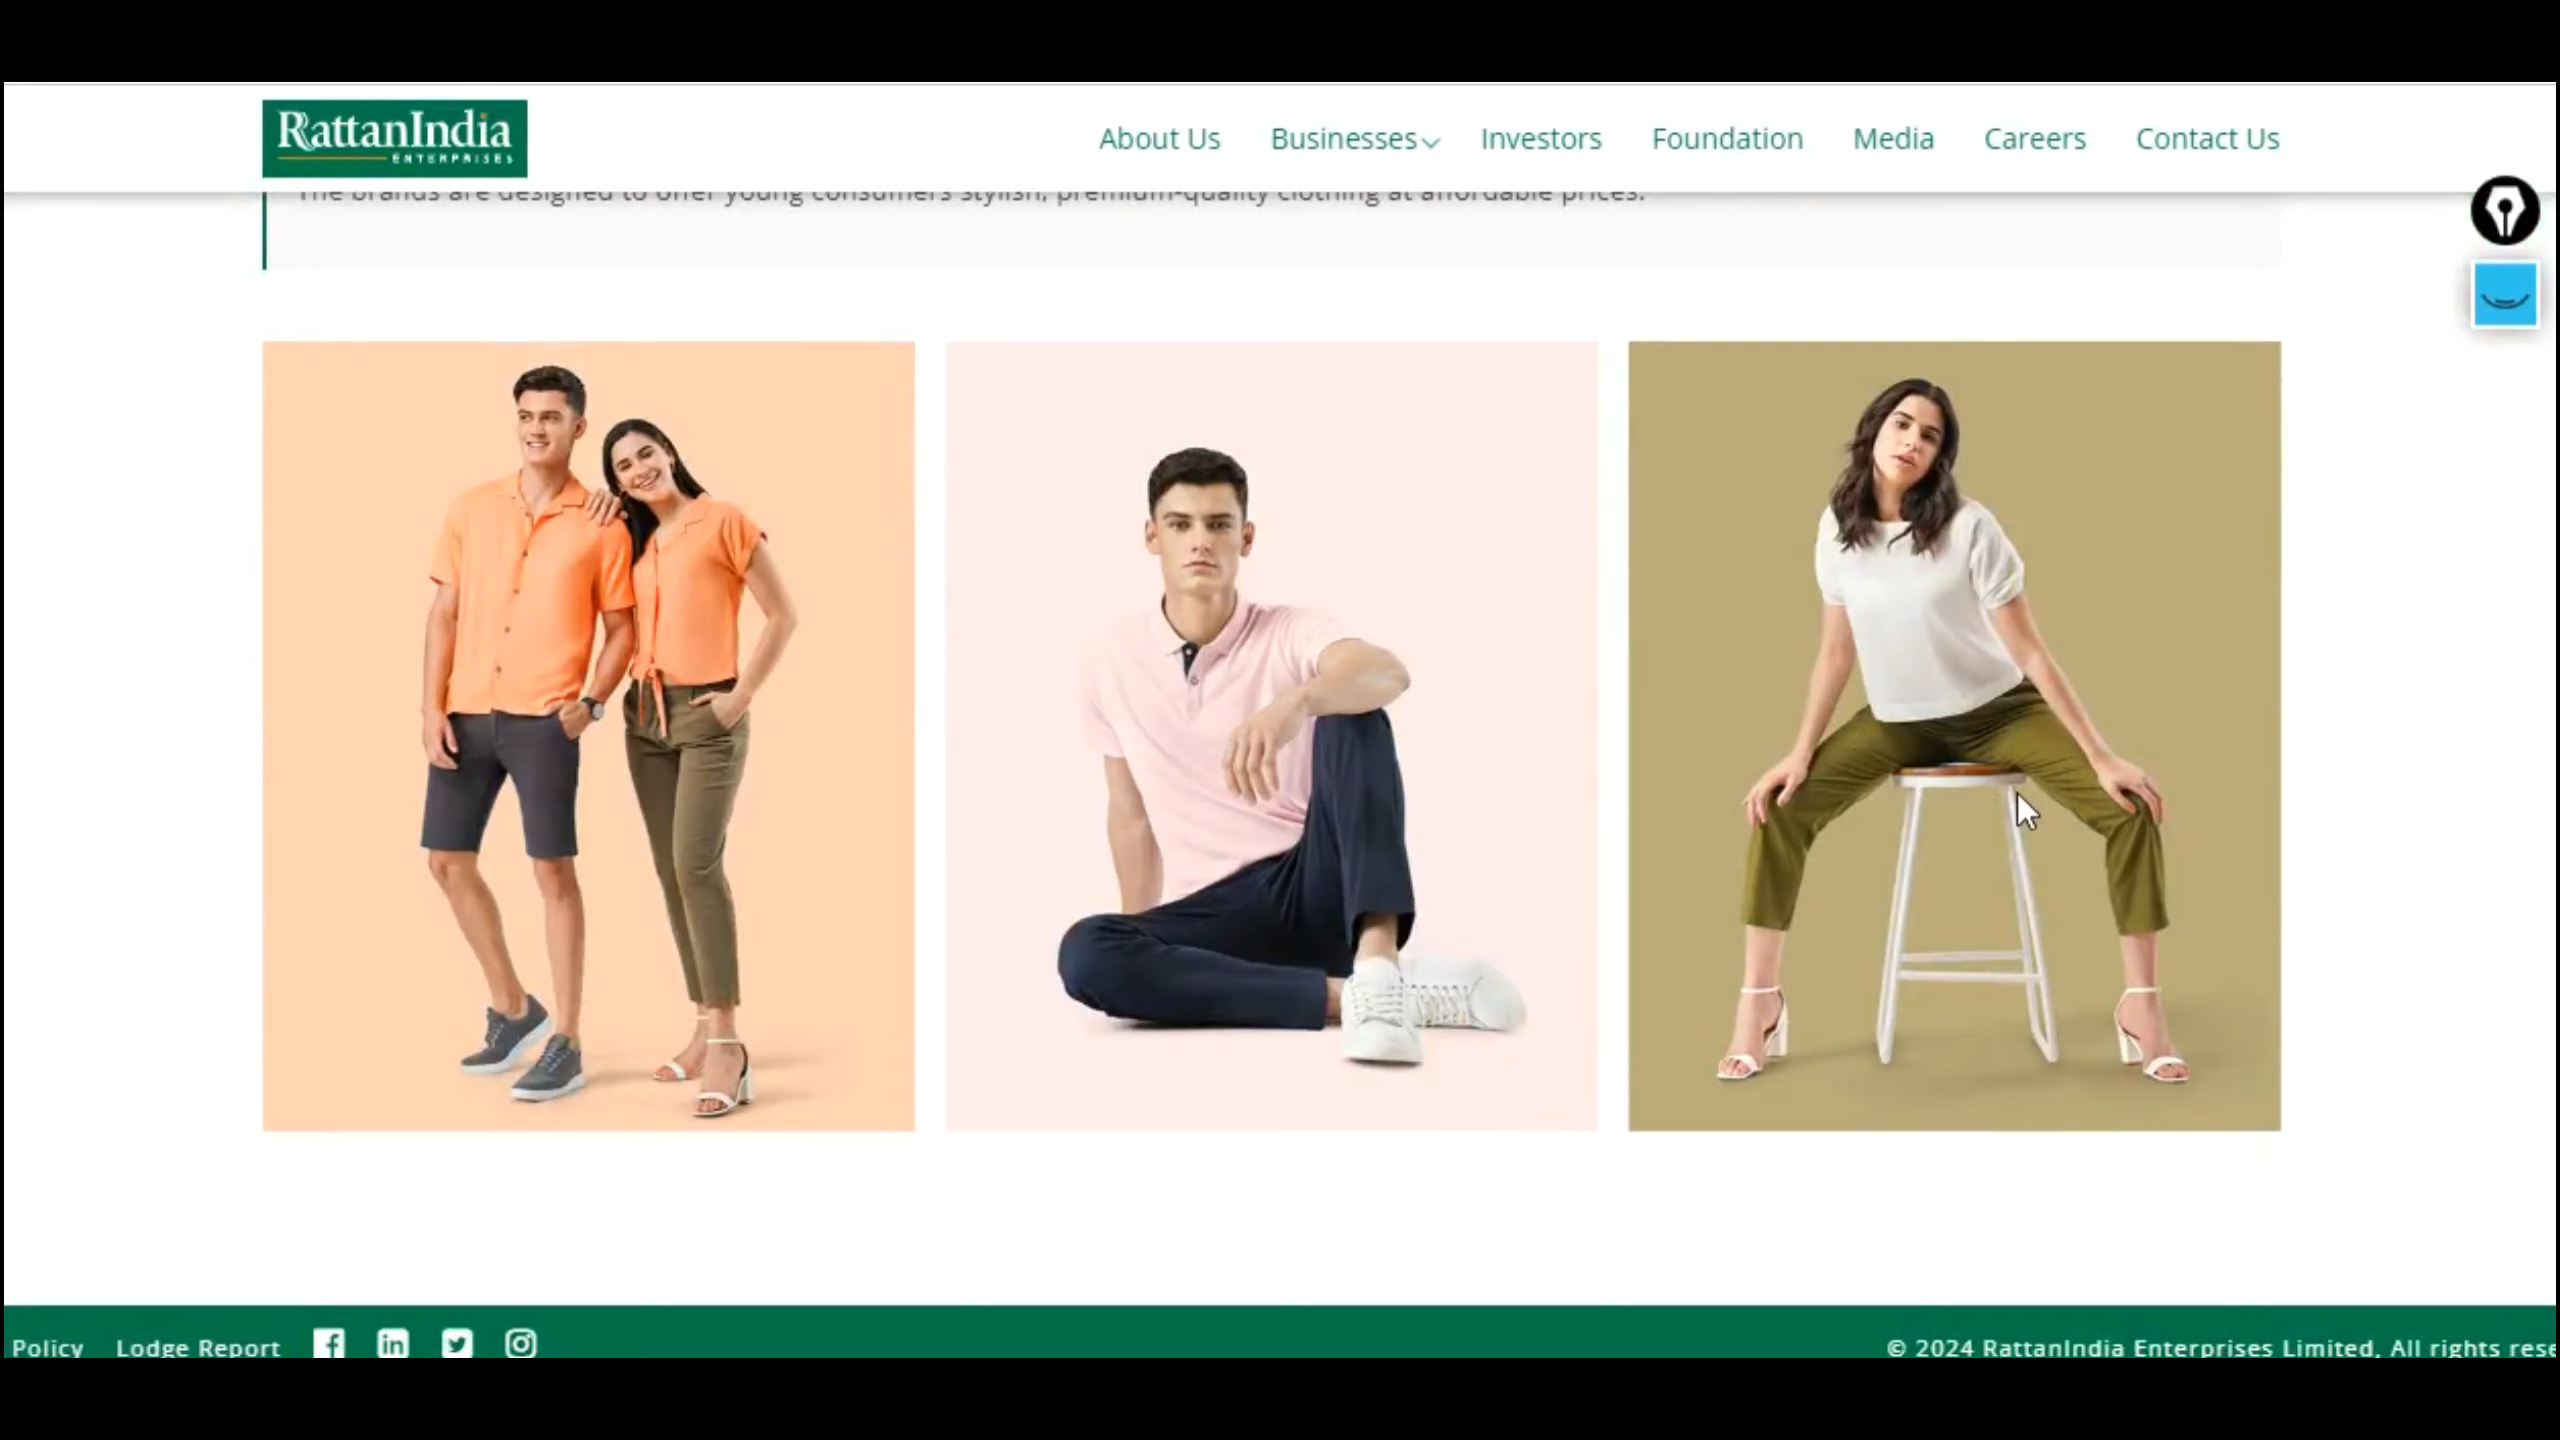 RattanIndia
ENTERPRISES
About Us Businesses Investors Foundation Media Careers Contact Us
The brands are designed to offer young consumers stylish, premium-quality clothing at affordable prices.
Policy Lodge Report
© 2024 RattanIndia Enterprises Limited, All rights rese